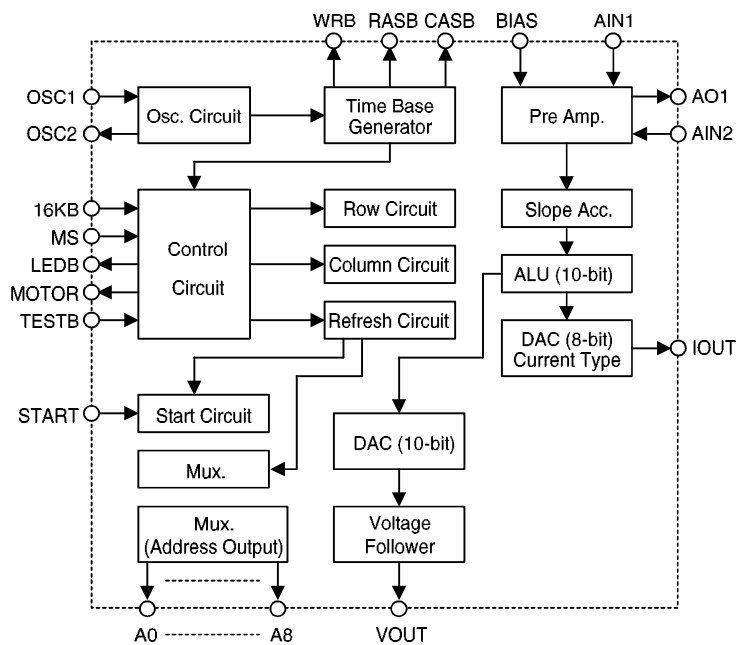 WRB RASB CASB BIAS AIN1
OSC1
OSC2
Osc. Circuit
Time Base
Generator
Pre Amp.
AO1
AIN2
16KB
MS
LEDB
MOTOR
TESTB
Control
Circuit
Row Circuit
Column Circuit
Refresh Circuit
Slope Acc.
ALU (10-bit)
DAC (8-bit)
Current Type
IOUT
START
Start Circuit
DAC (10-bit)
Mux.
Mux.
(Address Output)
Voltage
Follower
A0 A8 VOUT